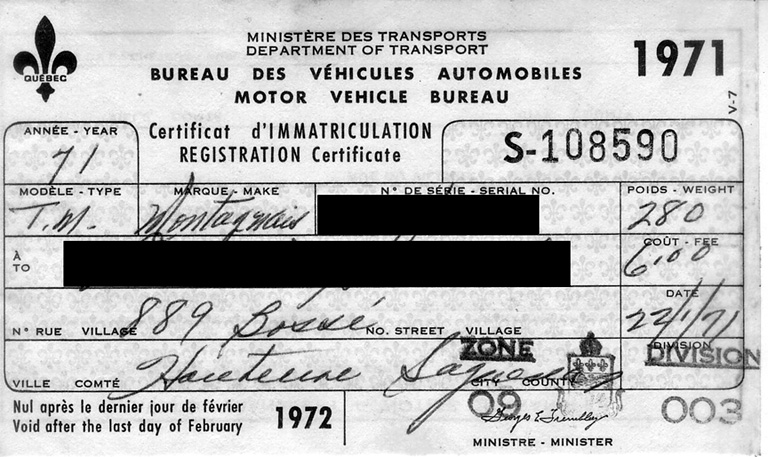 MINISTÈRE DES TRANSPORTS
DEPARTMENT OF TRANSPORT
QUÉBEC
BUREAU DES VÉHICULES AUTOMOBILES
MOTOR VEHICLE BUREAU
1971
V-7
ANNÉE - YEAR
71
Certificat d'IMMATRICULATION
REGISTRATION Certificate
S-108590
MODÈLE - TYPE
T.M.
MARQUE - MAKE
Montagnais
N° DE SÉRIE - SERIAL NO.
POIDS - WEIGHT
280
À
TO
COÛT - FEE
6.00
889 Bossé
N° RUE VILLAGE NO. STREET VILLAGE
DATE
22/1/71
ZONE
09
Hauterive Saguenay
VILLE COMTÉ CITY COUNTY
DIVISION
DIVISION
003
Nul après le dernier jour de février
Void after the last day of February
1972
MINISTRE - MINISTER